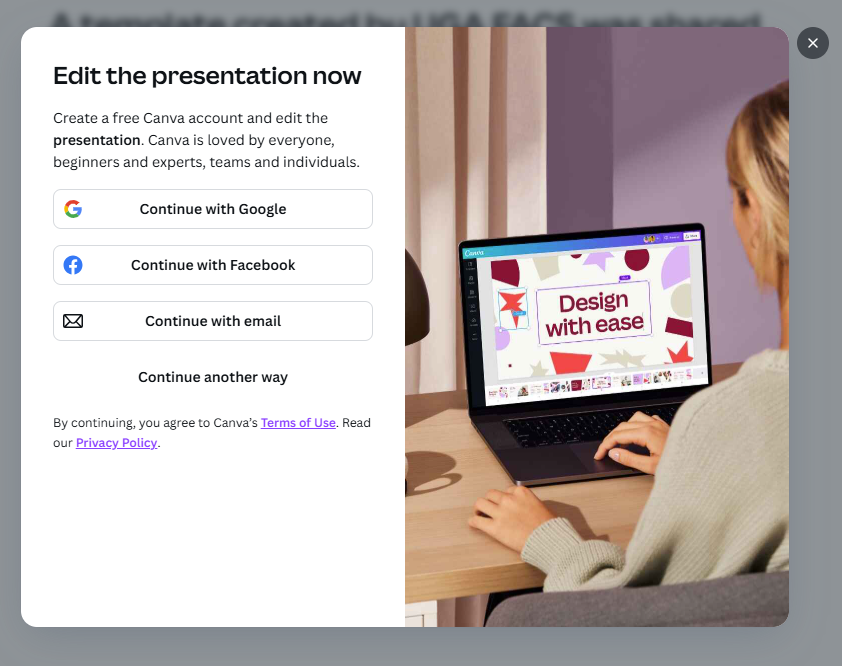 A template created by UGA FACS was shared
Edit the presentation now
Create a free Canva account and edit the
presentation. Canva is loved by everyone,
beginners and experts, teams and individuals.
Continue with Google
Continue with Facebook
Continue with email
Continue another way
By continuing, you agree to Canva's Terms of Use. Read
our Privacy Policy.
Canva
Design
with ease